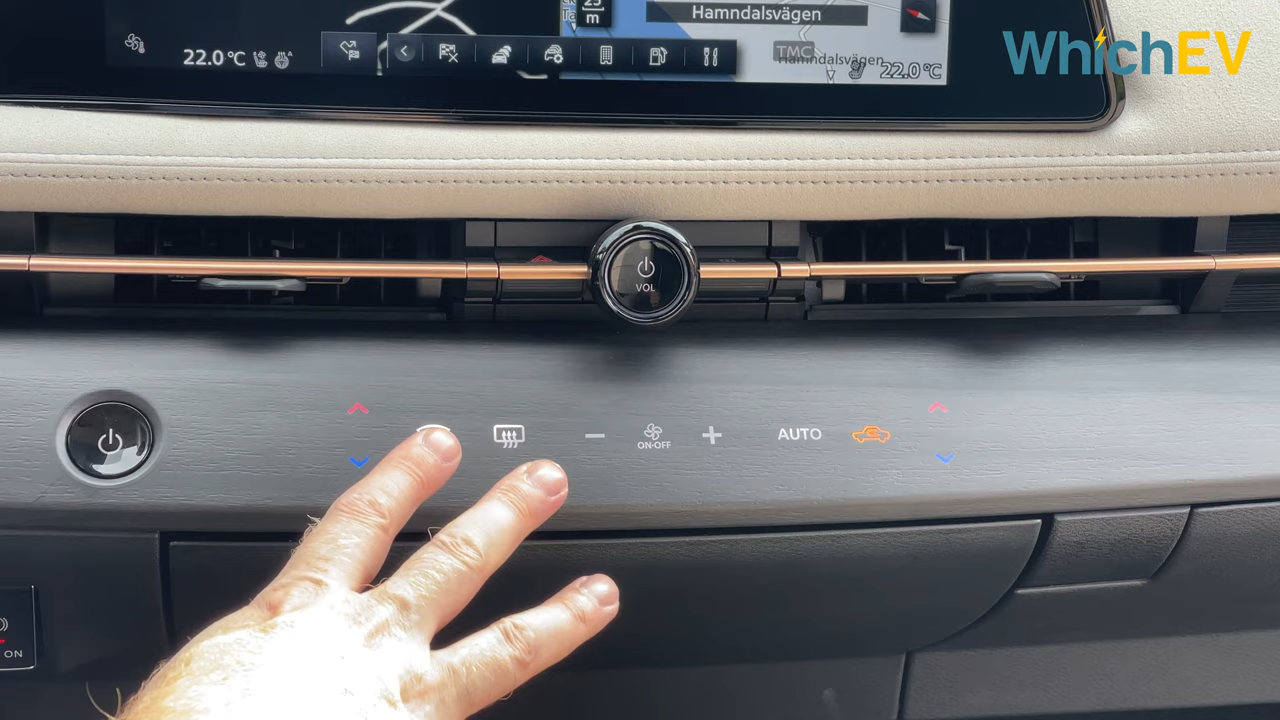 25
m
Hamndalsvägen
WhichEV
22.0°C
A
TMC
Hamndalsvägen
22.0°C
VOL
ON·OFF
AUTO
ON